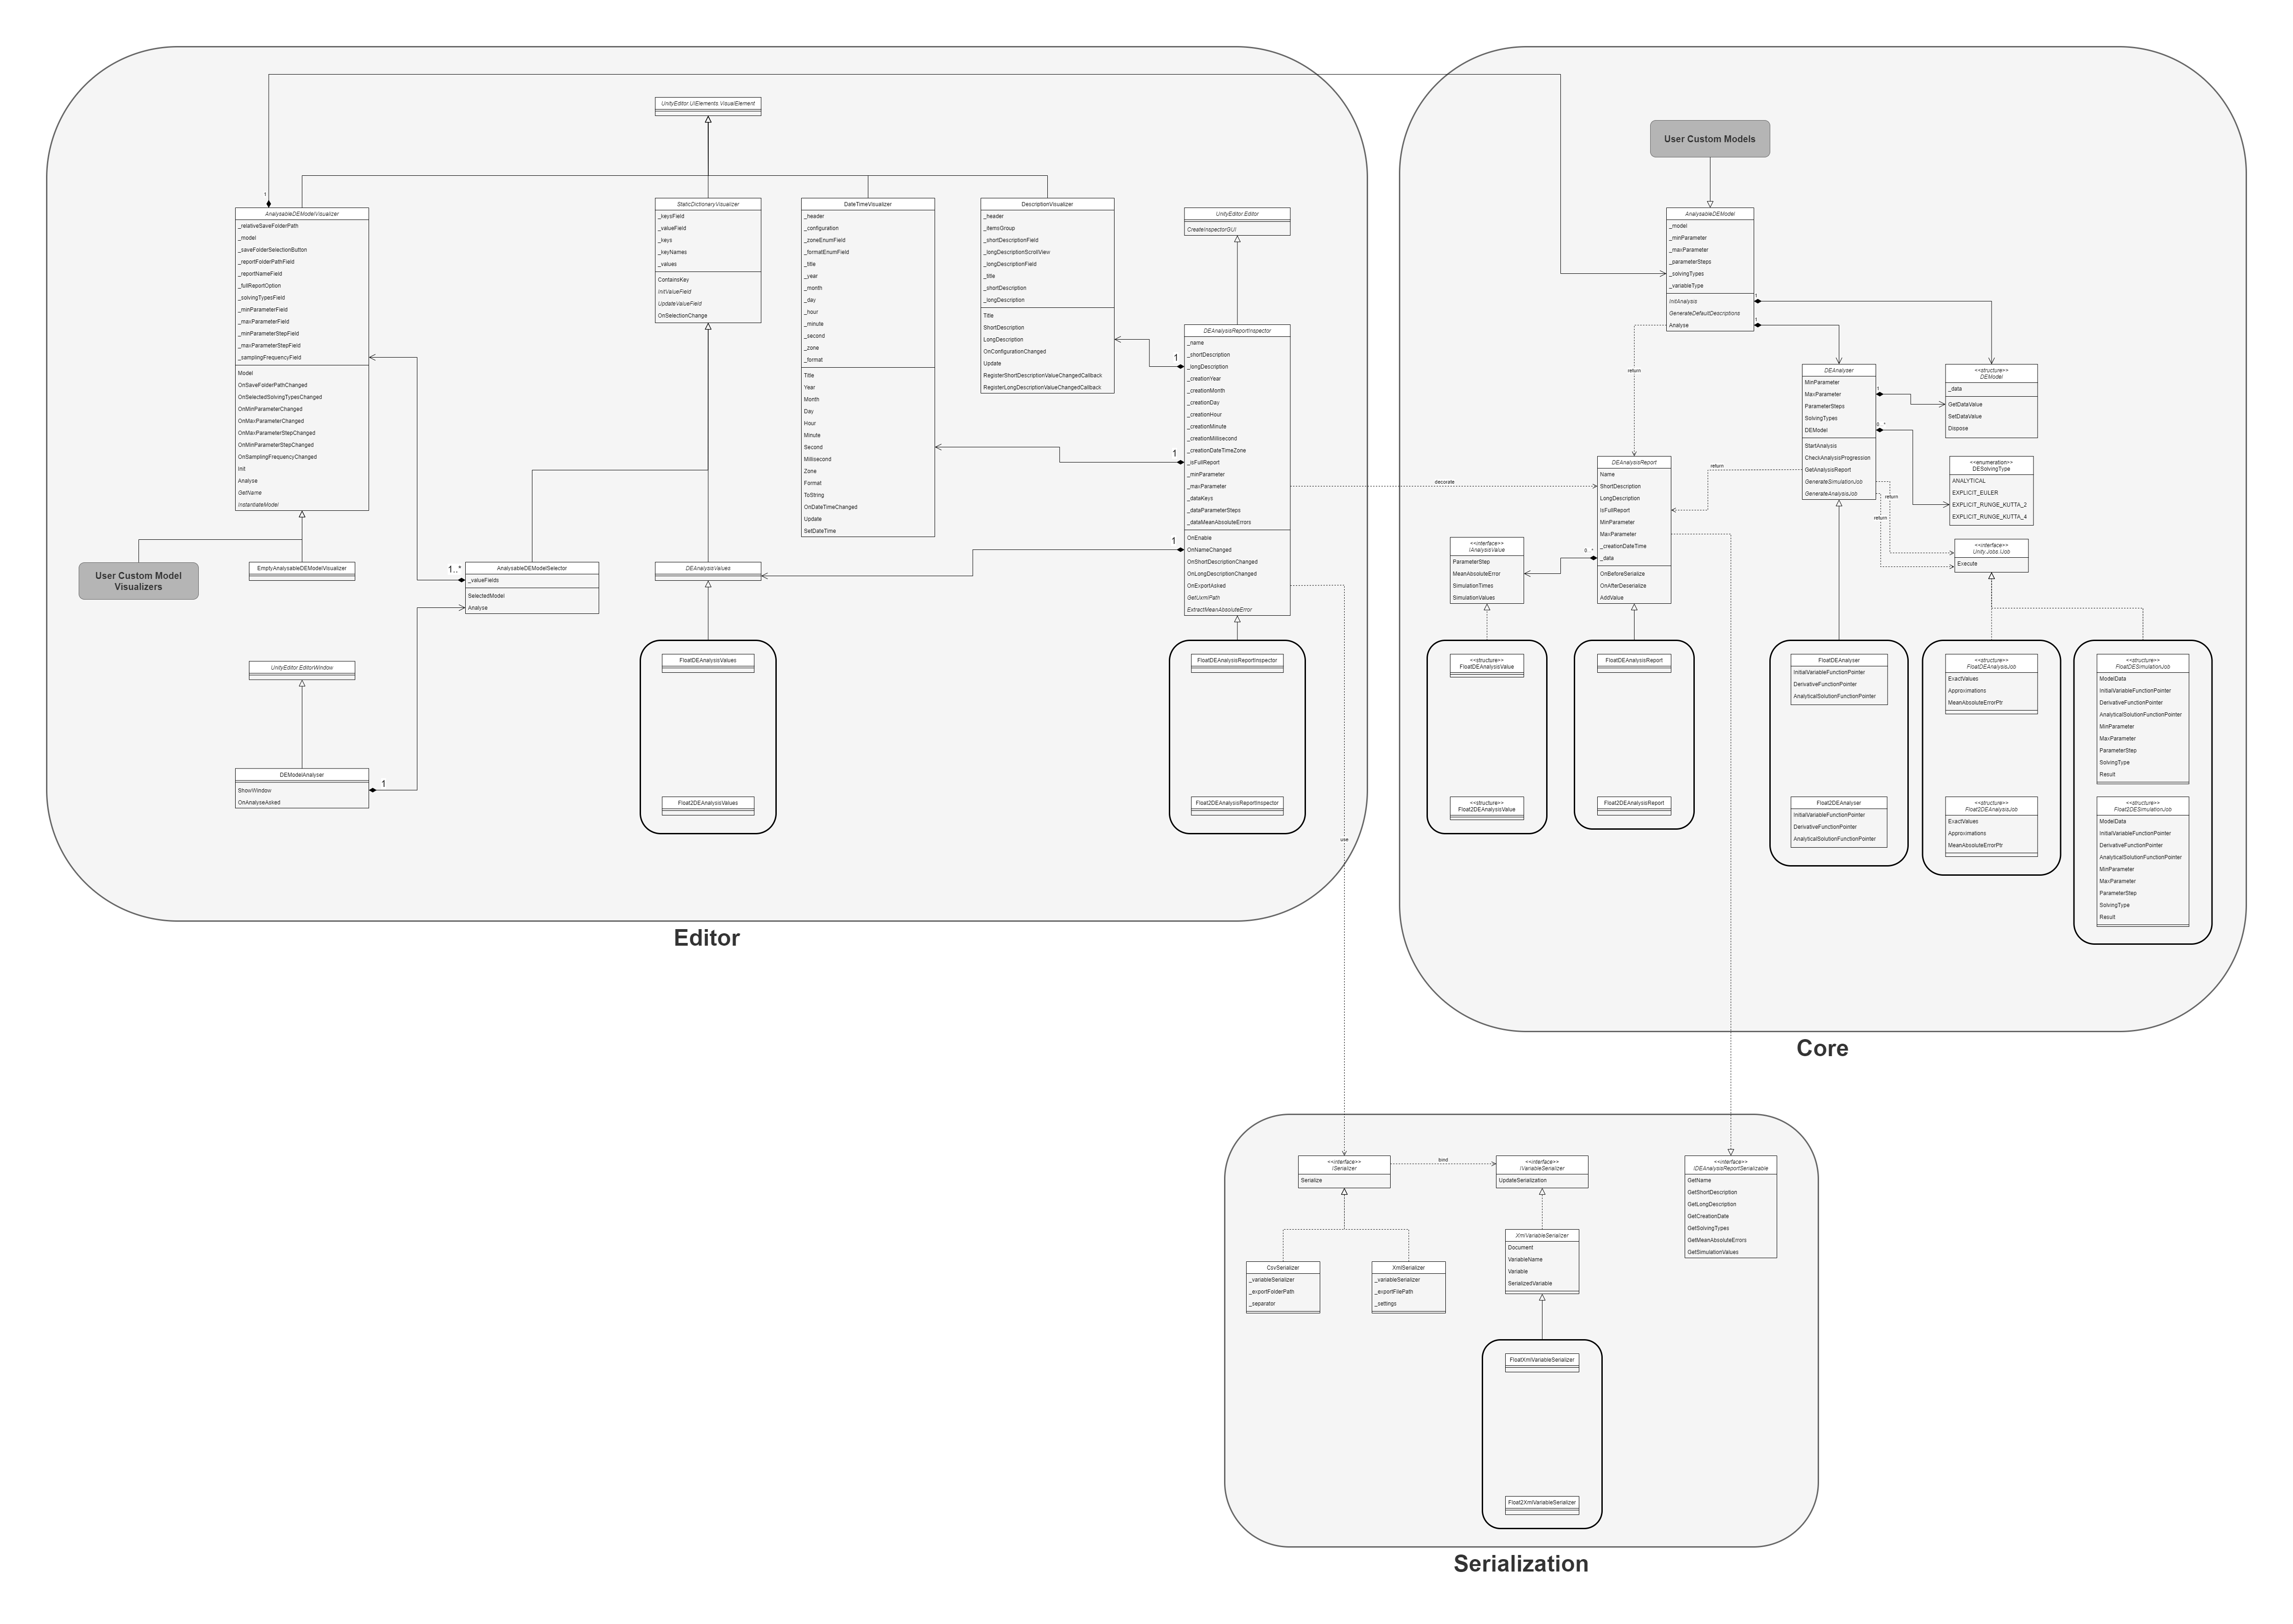 UnityEditor.UIElements.VisualElement
1
AnalysableDEModelVisualizer
_relativeSaveFolderPath
_model
_saveFolderSelectionButton
_reportFolderPathField
_reportNameField
_fullReportOption
_solvingTypesField
_minParameterField
_maxParameterField
_minParameterStepField
_maxParameterStepField
_samplingFrequencyField
Model
OnSaveFolderPathChanged
OnSelectedSolvingTypesChanged
OnMinParameterChanged
OnMaxParameterChanged
OnMaxParameterStepChanged
OnMinParameterStepChanged
OnSamplingFrequencyChanged
Init
Analyse
GetName
InstantiateModel
StaticDictionaryVisualizer
_keysField
_valueField
_keys
_keyNames
_values
ContainsKey
InitValueField
UpdateValueField
OnSelectionChange
DateTimeVisualizer
_header
_configuration
_zoneEnumField
_formatEnumField
_title
_year
_month
_day
_hour
_minute
_second
_zone
_format
Title
Year
Month
Day
Hour
Minute
Second
Millisecond
Zone
Format
ToString
OnDateTimeChanged
Update
SetDateTime
DescriptionVisualizer
_header
_itemsGroup
_shortDescriptionField
_longDescriptionScrollView
_longDescriptionField
_title
_shortDescription
_longDescription
Title
ShortDescription
LongDescription
OnConfigurationChanged
Update
RegisterShortDescriptionValueChangedCallback
RegisterLongDescriptionValueChangedCallback
UnityEditor.Editor
CreateInspectorGUI
DEAnalysisReportInspector
_name
_shortDescription
_longDescription
_creationYear
_creationMonth
_creationDay
_creationHour
_creationMinute
_creationMillisecond
_creationDateTimeZone
_isFullReport
_minParameter
_maxParameter
_dataKeys
_dataParameterSteps
_dataMeanAbsoluteErrors
OnEnable
OnNameChanged
OnShortDescriptionChanged
OnLongDescriptionChanged
OnExportAsked
GetUxmlPath
ExtractMeanAbsoluteError
1
1
1
User Custom Model
Visualizers
EmptyAnalysableDEModelVisualizer
1..*
AnalysableDEModelSelector
_valueFields
SelectedModel
Analyse
DEAnalysisValues
UnityEditor.EditorWindow
DEModelAnalyser
ShowWindow
OnAnalyseAsked
1
FloatDEAnalysisValues
Float2DEAnalysisValues
FloatDEAnalysisReportInspector
Float2DEAnalysisReportInspector
decorate
use
Editor
User Custom Models
AnalysableDEModel
_model
_minParameter
_maxParameter
_parameterSteps
_solvingTypes
_variableType
InitAnalysis
GenerateDefaultDescriptions
Analyse
1
1
return
DEAnalyser
MinParameter
MaxParameter
ParameterSteps
SolvingTypes
DEModel
StartAnalysis
CheckAnalysisProgression
GetAnalysisReport
GenerateSimulationJob
GenerateAnalysisJob
1
0..*
<<structure>>
DEModel
_data
GetDataValue
SetDataValue
Dispose
<<enumeration>>
DESolvingType
ANALYTICAL
EXPLICIT_EULER
EXPLICIT_RUNGE_KUTTA_2
EXPLICIT_RUNGE_KUTTA_4
return
return
return
<<interface>>
Unity.Jobs.IJob
Execute
DEAnalysisReport
Name
ShortDescription
LongDescription
IsFullReport
MinParameter
MaxParameter
_creationDateTime
_data
OnBeforeSerialize
OnAfterDeserialize
AddValue
0..*
<<interface>>
IAnalysisValue
ParameterStep
MeanAbsoluteError
SimulationTimes
SimulationValues
<<structure>>
FloatDEAnalysisValue
<<structure>>
Float2DEAnalysisValue
FloatDEAnalysisReport
Float2DEAnalysisReport
FloatDEAnalyser
InitialVariableFunctionPointer
DerivativeFunctionPointer
AnalyticalSolutionFunctionPointer
Float2DEAnalyser
InitialVariableFunctionPointer
DerivativeFunctionPointer
AnalyticalSolutionFunctionPointer
<<structure>>
FloatDEAnalysisJob
ExactValues
Approximations
MeanAbsoluteErrorPtr
<<structure>>
Float2DEAnalysisJob
ExactValues
Approximations
MeanAbsoluteErrorPtr
<<structure>>
FloatDESimulationJob
ModelData
InitialVariableFunctionPointer
DerivativeFunctionPointer
AnalyticalSolutionFunctionPointer
MinParameter
MaxParameter
ParameterStep
SolvingType
Result
<<structure>>
Float2DESimulationJob
ModelData
InitialVariableFunctionPointer
DerivativeFunctionPointer
AnalyticalSolutionFunctionPointer
MinParameter
MaxParameter
ParameterStep
SolvingType
Result
Core
<<interface>>
ISerializer
Serialize
bind
<<interface>>
IVariableSerializer
UpdateSerialization
<<interface>>
IDEAnalysisReportSerializable
GetName
GetShortDescription
GetLongDescription
GetCreationDate
GetSolvingTypes
GetMeanAbsoluteErrors
GetSimulationValues
CsvSerializer
_variableSerializer
_exportFolderPath
_separator
XmlSerializer
_variableSerializer
_exportFilePath
_settings
XmlVariableSerializer
Document
VariableName
Variable
SerializedVariable
FloatXmlVariableSerializer
Float2XmlVariableSerializer
Serialization